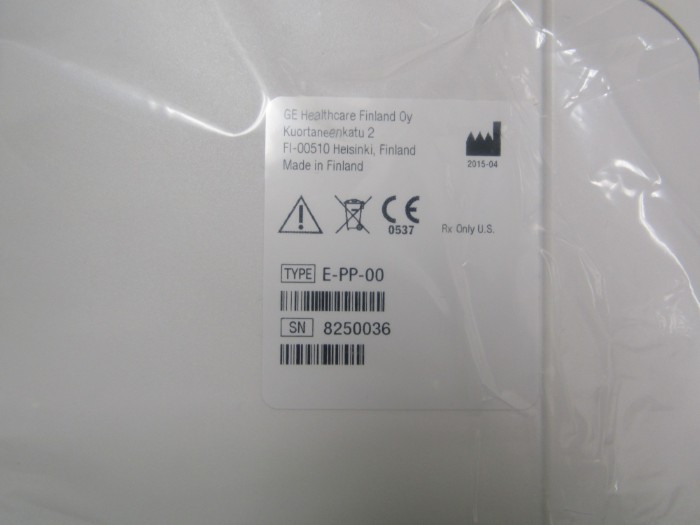 GE Healthcare Finland Oy
Kuortaneenkatu 2
FI-00510 Helsinki, Finland
Made in Finland
2015-04
CE
0537
Rx Only U.S.
TYPE E-PP-00
SN 8250036